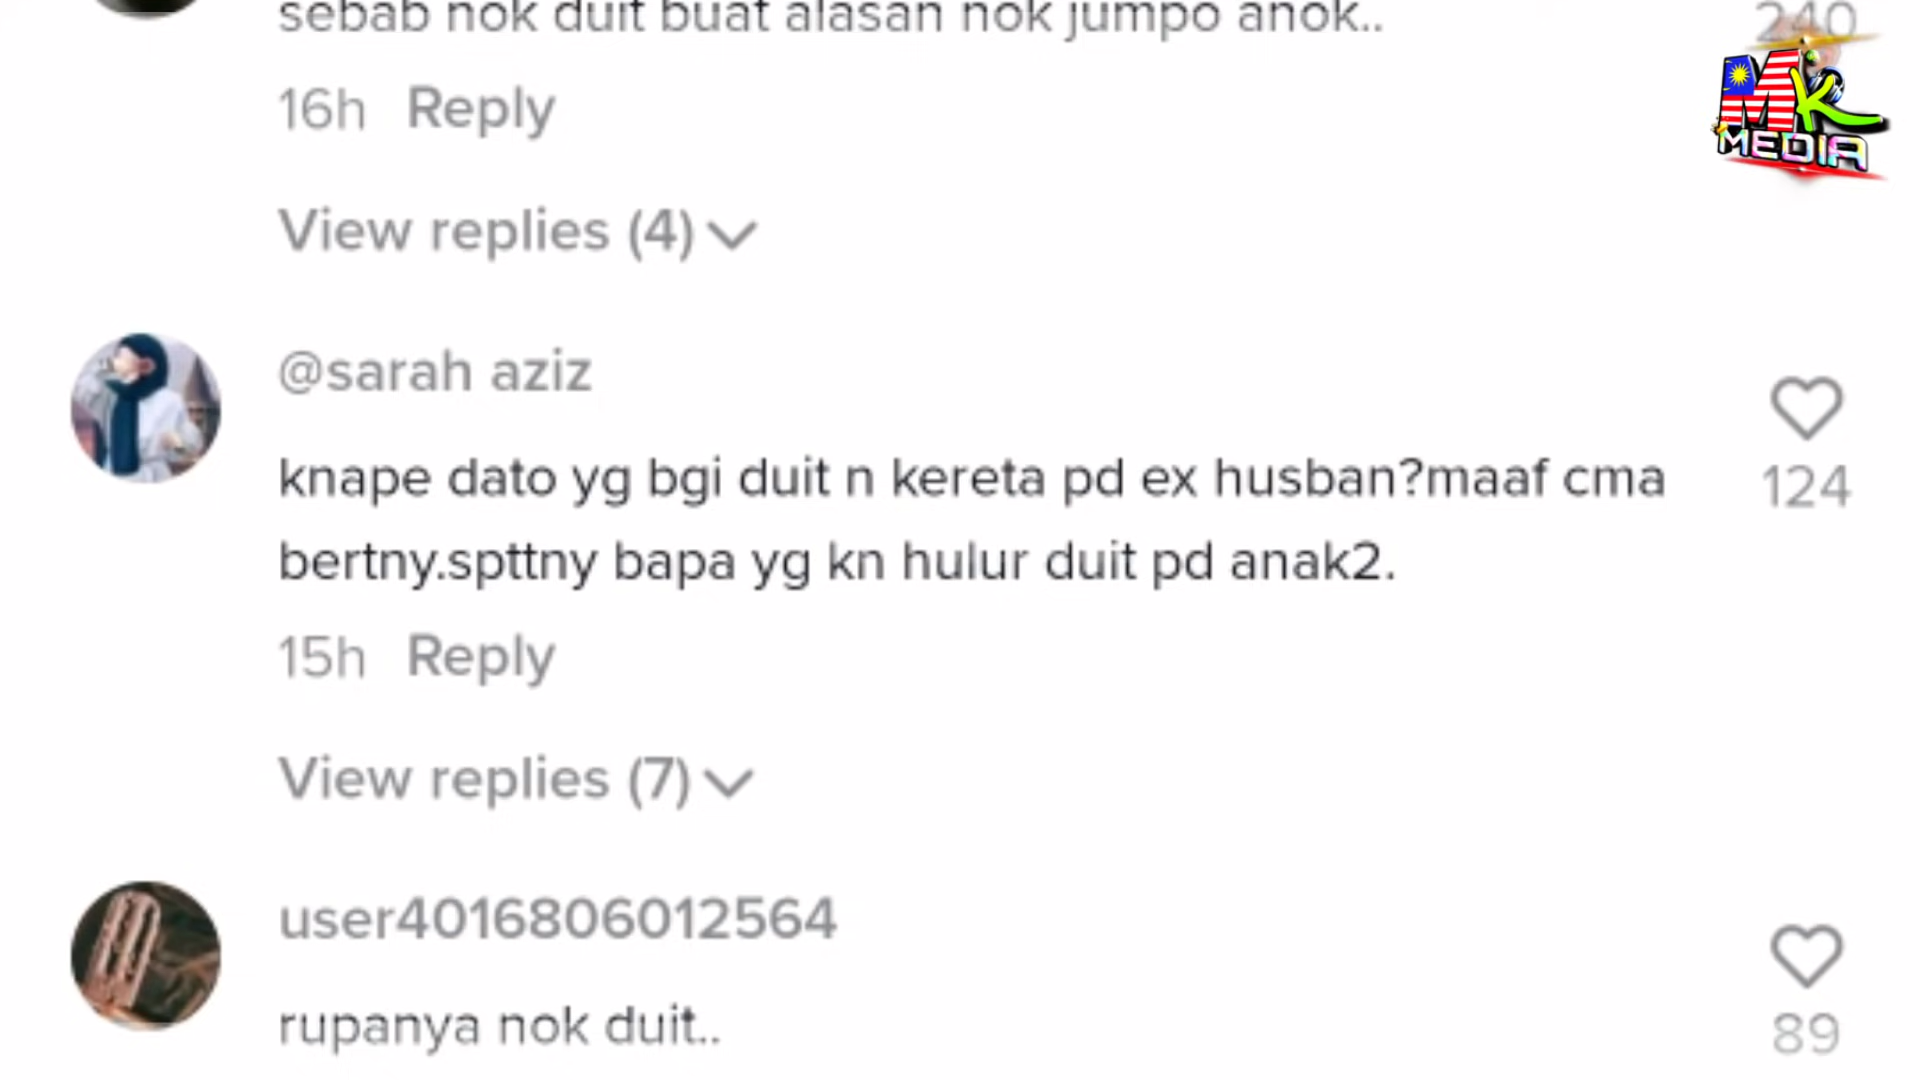 sebab nok duit buat alasan nok jumpo anok..
240
16h Reply
View replies (4)
MK
MEDIA
@sarah aziz
knape dato yg bgi duit n kereta pd ex husban?maaf cma
bertny.spttny bapa yg kn hulur duit pd anak2.
124
15h Reply
View replies (7)
user4016806012564
rupanya nok duit..
89